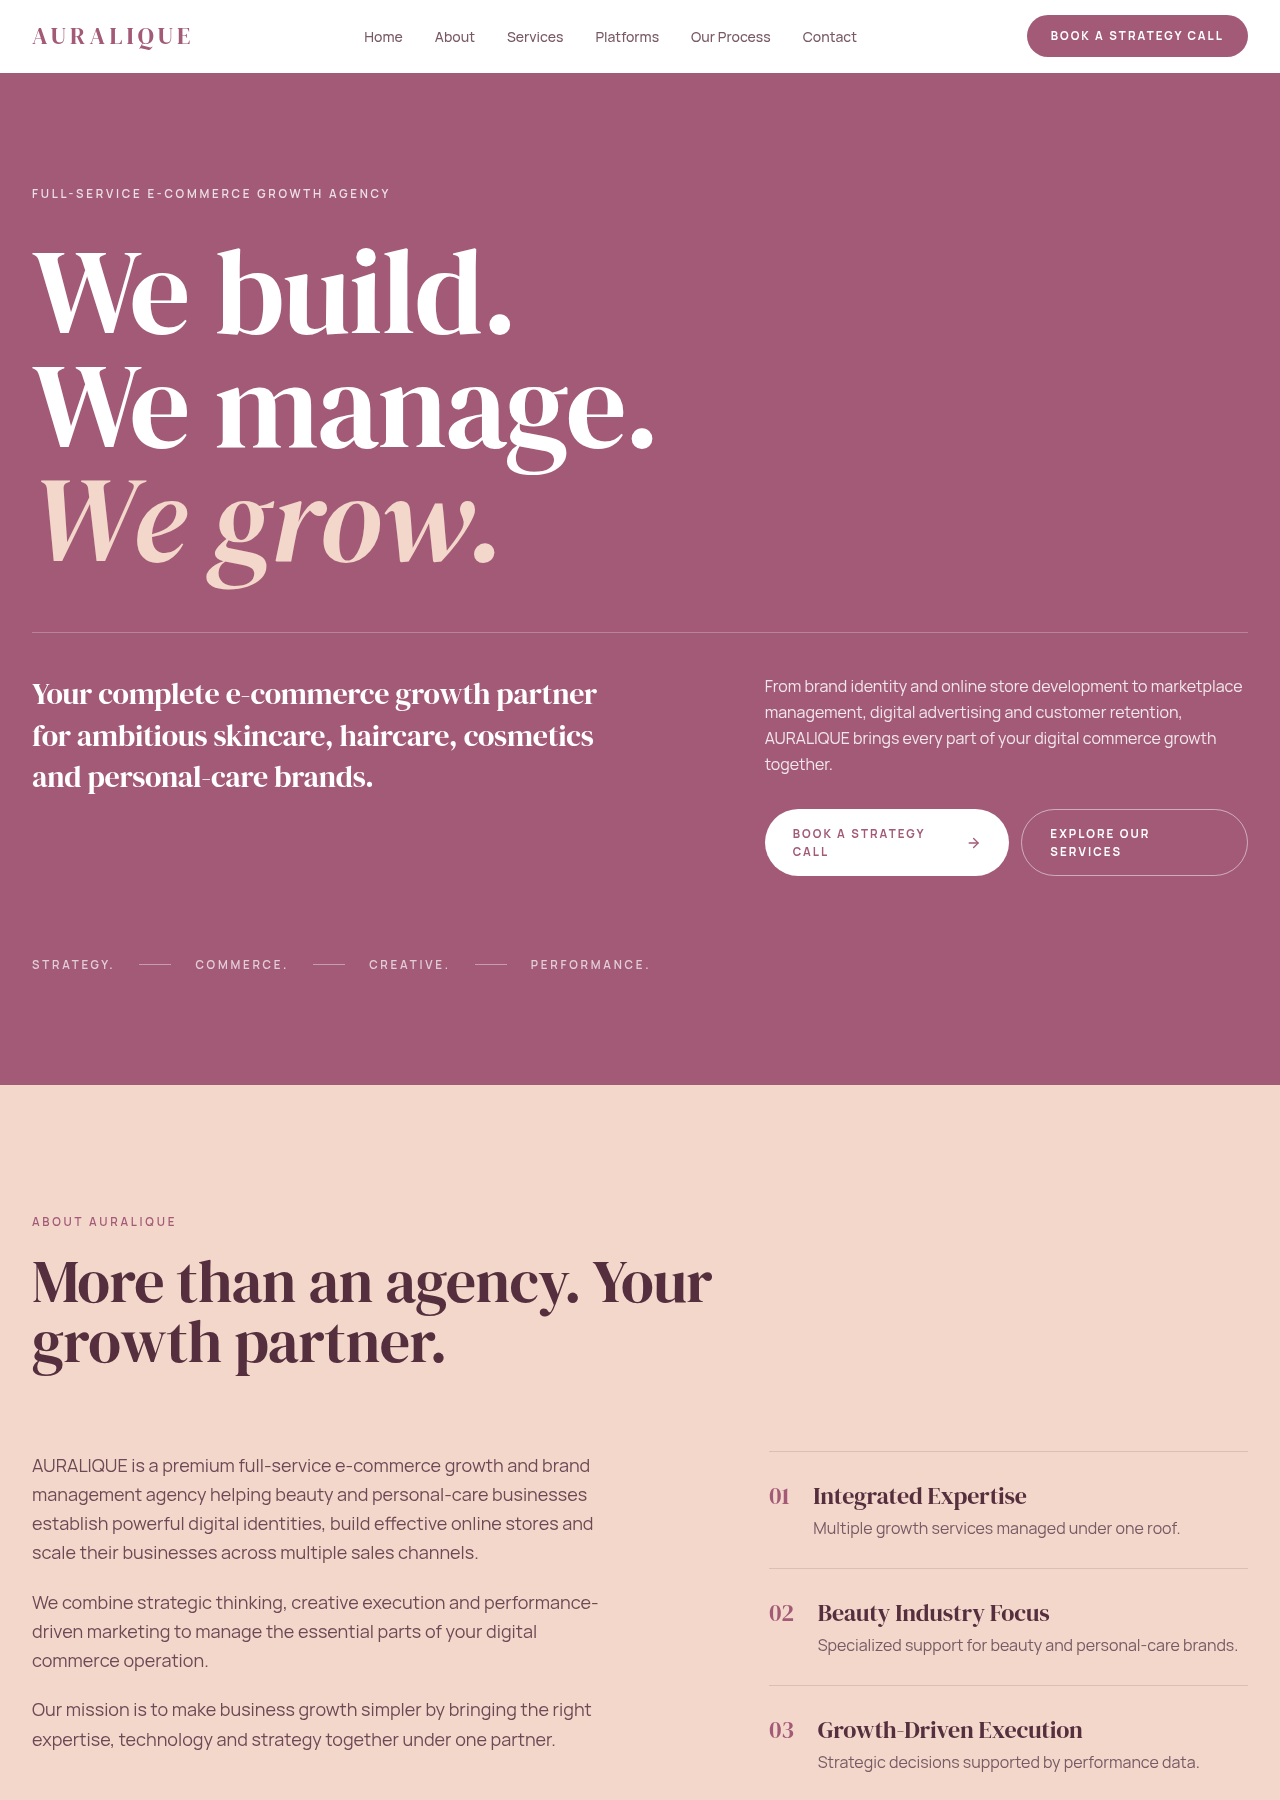 AURALIQUE
Home About Services Platforms Our Process Contact
BOOK A STRATEGY CALL
FULL-SERVICE E-COMMERCE GROWTH AGENCY
We build.
We manage.
We grow.
Your complete e-commerce growth partner
for ambitious skincare, haircare, cosmetics
and personal-care brands.
From brand identity and online store development to marketplace
management, digital advertising and customer retention,
AURALIQUE brings every part of your digital commerce growth
together.
BOOK A STRATEGY
CALL →
EXPLORE OUR
SERVICES
STRATEGY. COMMERCE. CREATIVE. PERFORMANCE.
ABOUT AURALIQUE
More than an agency. Your
growth partner.
AURALIQUE is a premium full-service e-commerce growth and brand
management agency helping beauty and personal-care businesses
establish powerful digital identities, build effective online stores and
scale their businesses across multiple sales channels.
We combine strategic thinking, creative execution and performance-
driven marketing to manage the essential parts of your digital
commerce operation.
Our mission is to make business growth simpler by bringing the right
expertise, technology and strategy together under one partner.
01 Integrated Expertise
Multiple growth services managed under one roof.
02 Beauty Industry Focus
Specialized support for beauty and personal-care brands.
03 Growth-Driven Execution
Strategic decisions supported by performance data.